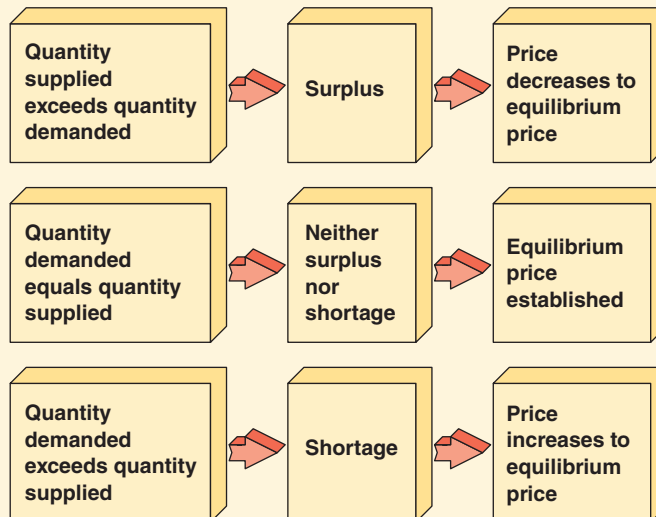 Quantity
supplied
exceeds quantity
demanded
Surplus
Price
decreases to
equilibrium
price
Quantity
demanded
equals quantity
supplied
Neither
surplus
nor
shortage
Equilibrium
price
established
Quantity
demanded
exceeds quantity
supplied
Shortage
Price
increases to
equilibrium
price